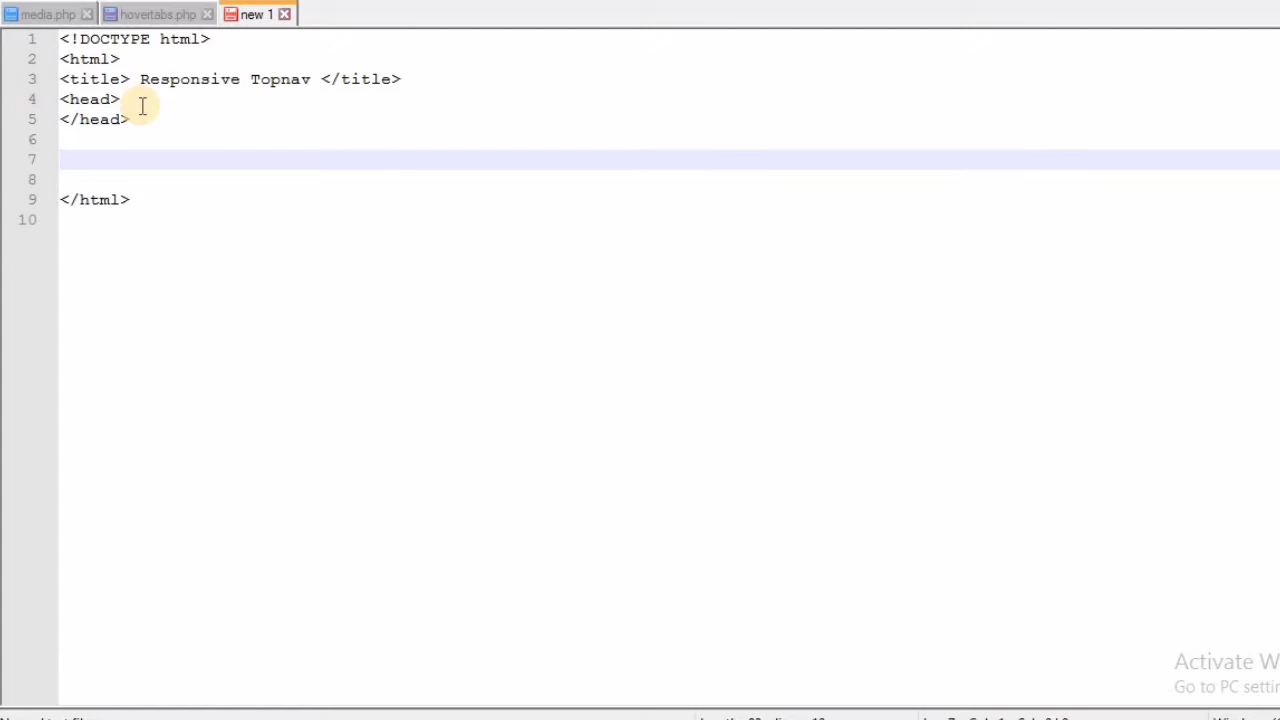 media.php hovertabs.php new 1
1 <!DOCTYPE html>
2 <html>
3 <title> Responsive Topnav </title>
4 <head>
5 </head>
6
7
8
9 </html>
10
Activate W
Go to PC settin